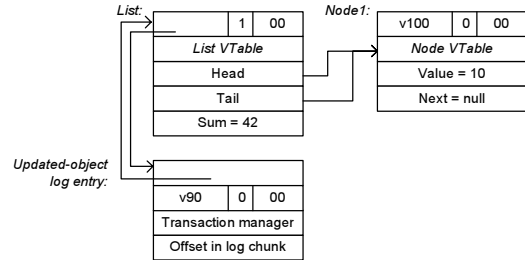 List:
1 00
List VTable
Head
Tail
Sum = 42
Node1:
v100 0 00
Node VTable
Value = 10
Next = null
Updated-object
log entry:
v90 0 00
Transaction manager
Offset in log chunk